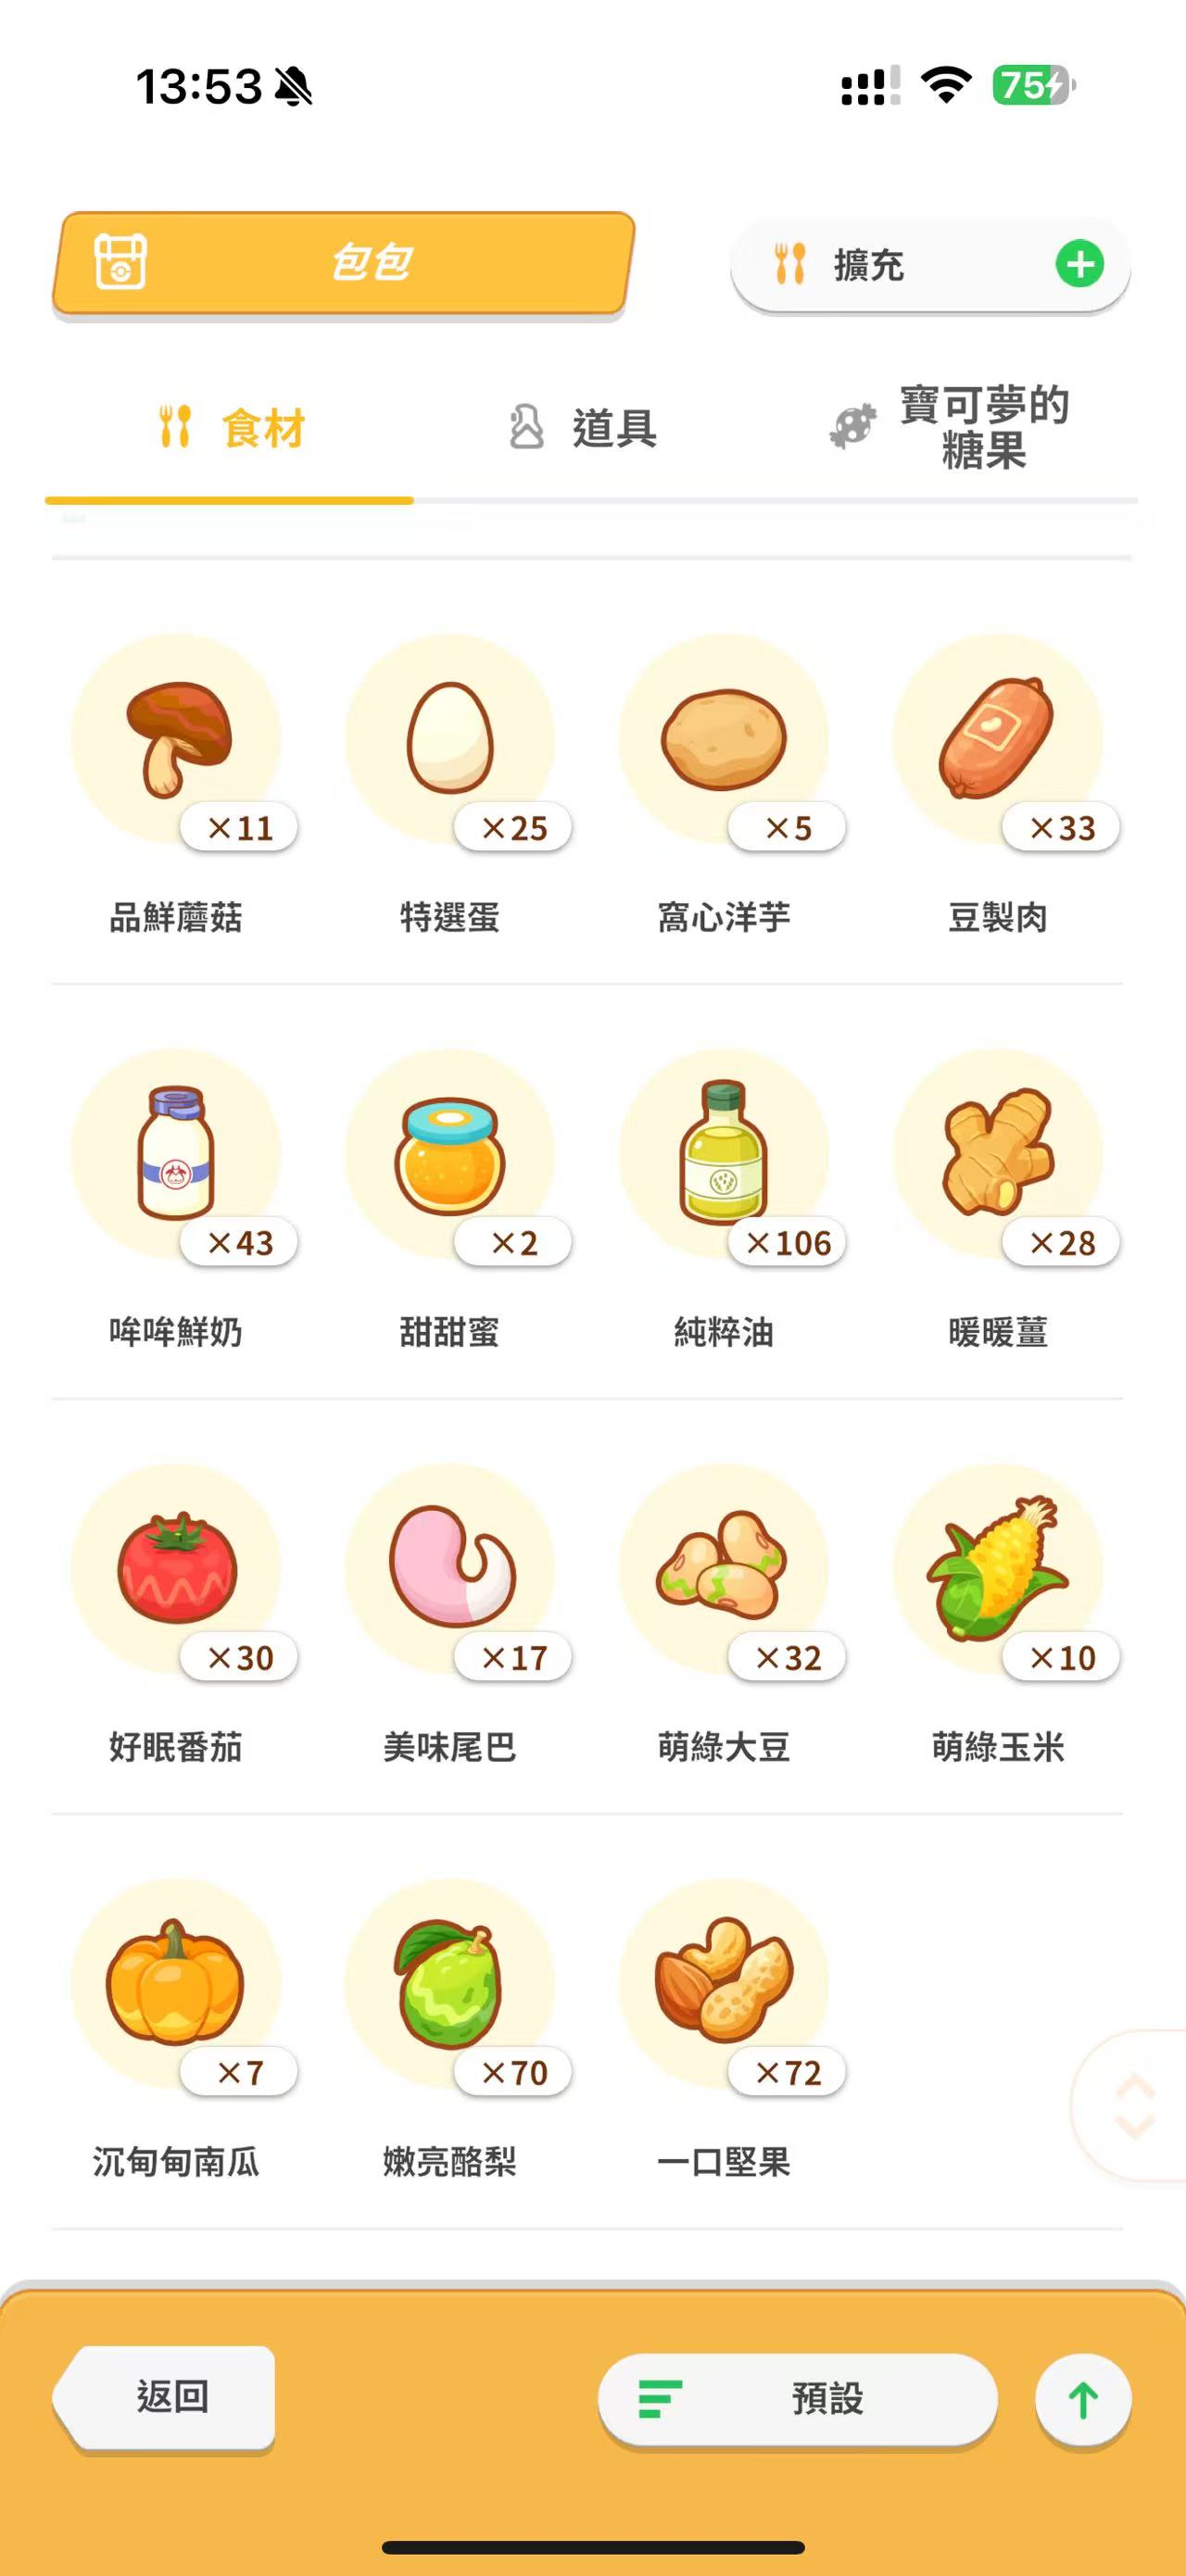 13:53
75
包包
擴充
食材
道具
寶可夢的
糖果
×11
×25
×5
×33
品鮮蘑菇
特選蛋
窩心洋芋
豆製肉
×43
×2
×106
×28
哞哞鮮奶
甜甜蜜
純粹油
暖暖薑
×30
×17
×32
×10
好眠番茄
美味尾巴
萌綠大豆
萌綠玉米
×7
×70
×72
沉甸甸南瓜
嫩亮酪梨
一口堅果
返回
預設